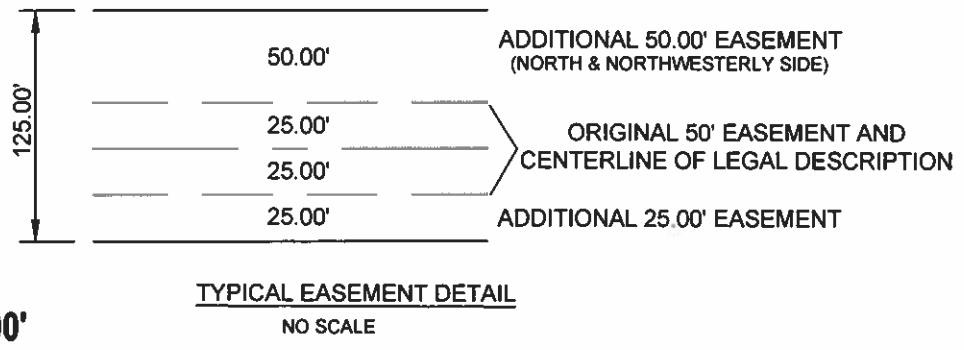 50.00'
ADDITIONAL 50.00' EASEMENT
(NORTH & NORTHWESTERLY SIDE)
125.00'
25.00'
25.00'
ORIGINAL 50' EASEMENT AND
CENTERLINE OF LEGAL DESCRIPTION
25.00'
ADDITIONAL 25.00' EASEMENT
TYPICAL EASEMENT DETAIL
NO SCALE
0'